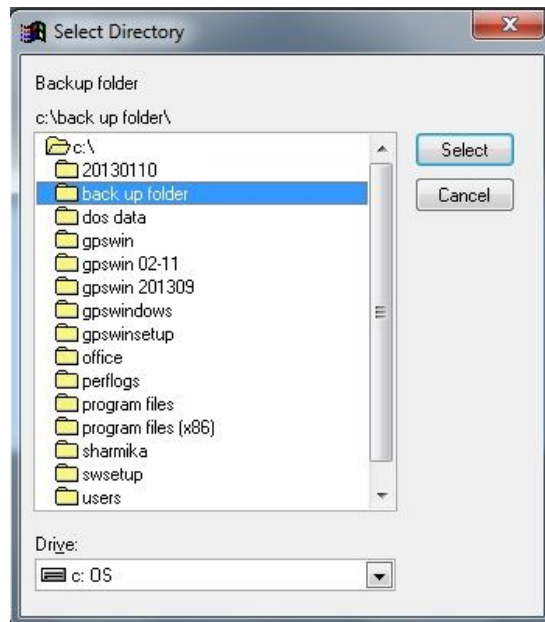 Select Directory
Backup folder
c:\back up folder\
c:\
20130110
back up folder
dos data
gpswin
gpswin 02-11
gpswin 201309
gpswindows
gpswinsetup
office
perflogs
program files
program files (x86)
sharmika
swsetup
users
Select
Cancel
Drive:
c: OS